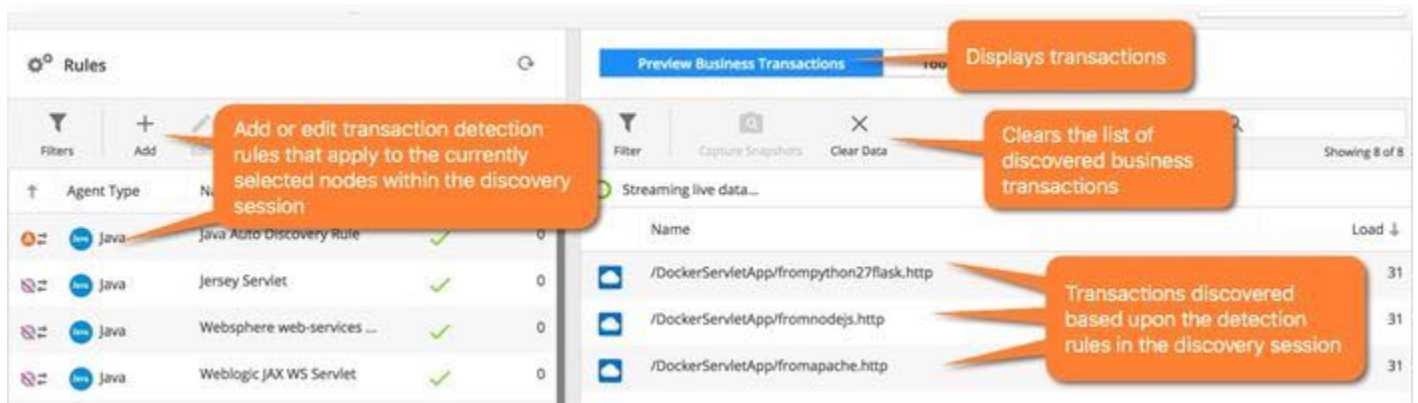 Rules
Preview Business Transactions
Displays transactions
Filters
Add
Add or edit transaction detection
rules that apply to the currently
selected nodes within the discovery
session
Filter
Capture Snapshots
Clear Data
Clears the list of
discovered business
transactions
Showing 8 of 8
Agent Type
Streaming live data...
Name
Load
Java
Java Auto Discovery Rule
0
/DockerServletApp/frompython27flask.http
31
Java
Jersey Servlet
0
/DockerServletApp/fromnodejs.http
31
Java
Websphere web-services ...
0
/DockerServletApp/fromapache.http
31
Java
Weblogic JAX WS Servlet
0
Transactions discovered
based upon the detection
rules in the discovery session